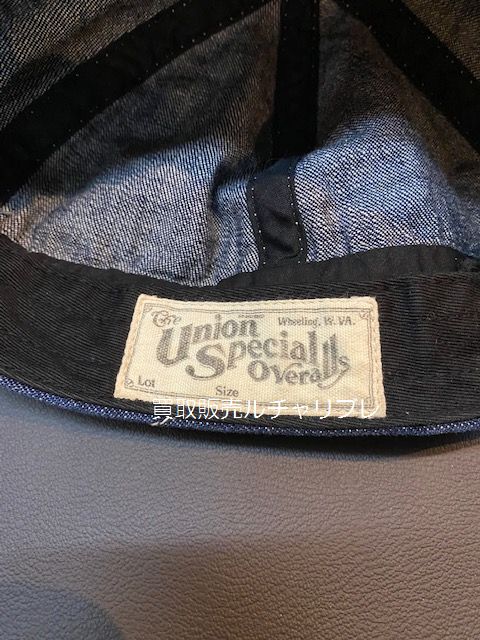 The
Union
Special
Overalls
Wheeling, W. VA.
Lot
Size
買取販売ルチャリブレ